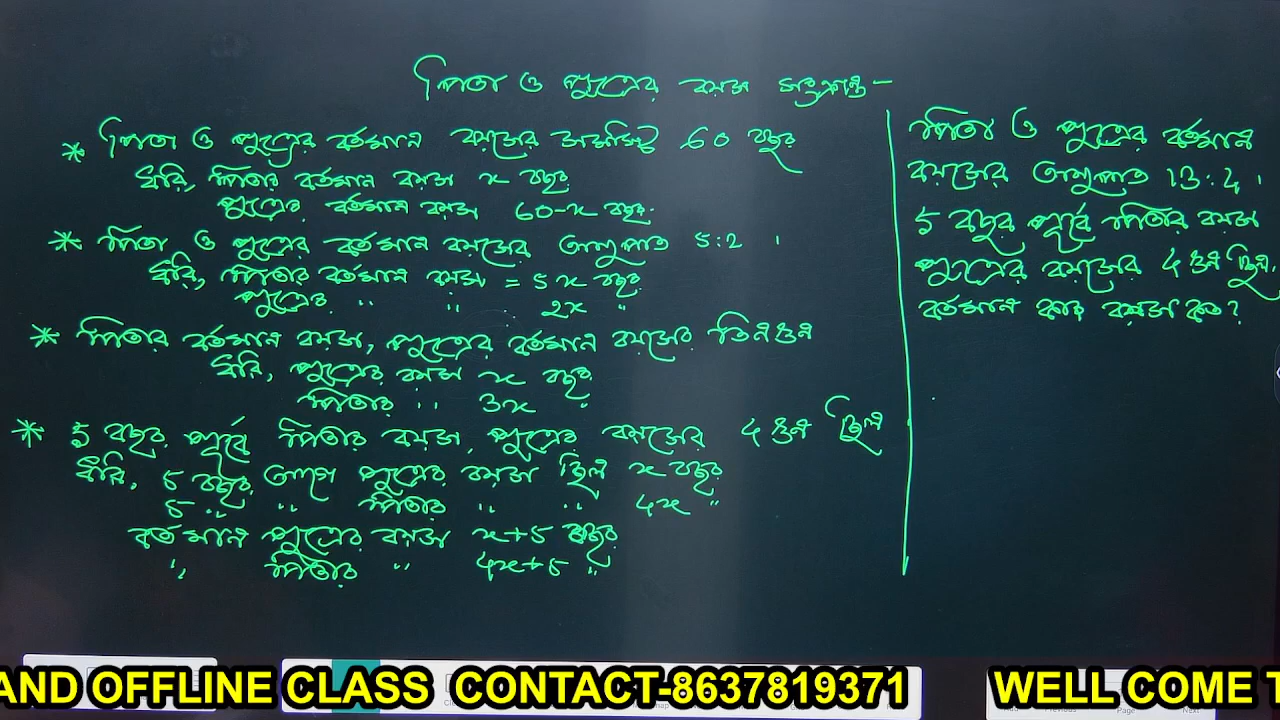 পিতা ও পুত্রের বয়স সংক্রান্ত –
* পিতা ও পুত্রের বর্তমান বয়সের সমষ্টি 60 বছর
ধরি, পিতার বর্তমান বয়স x বছর
পুত্রের বর্তমান বয়স 60-x বছর.
* পিতা ও পুত্রের বর্তমান বয়সের অনুপাত 5:2 ।
ধরি, পিতার বর্তমান বয়স = 5x বছর
পুত্রের " " 2x "
* পিতার বর্তমান বয়স, পুত্রের বর্তমান বয়সের তিনগুন
ধরি, পুত্রের বয়স x বছর
পিতার " 3x "
* 5 বছর পূর্বে পিতার বয়স, পুত্রের বয়সের 4 গুন ছিল
ধরি, 5 বছর আগে পুত্রের বয়স ছিল x বছর
5 " " পিতার " " 4x "
বর্তমান পুত্রের বয়স x+5 বছর
" পিতার " 4x+5 "
পিতা ও পুত্রের বর্তমান
বয়সের অনুপাত 13:4 ।
5 বছর পূর্বে পিতার বয়স
পুত্রের বয়সের 4 গুন ছিল,
বর্তমান কার বয়স কত?
AND OFFLINE CLASS CONTACT-8637819371 WELL COME T